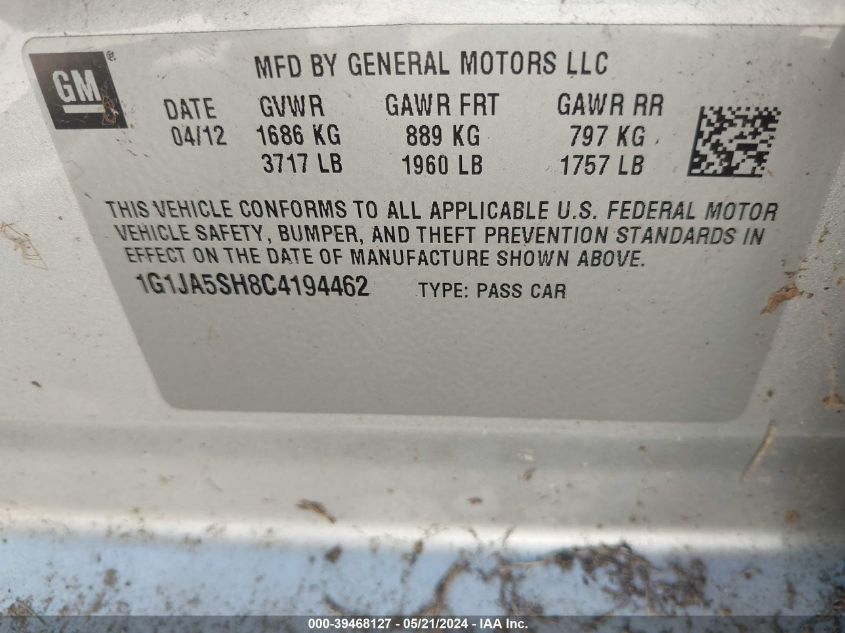 GM®
MFD BY GENERAL MOTORS LLC
DATE GVWR GAWR FRT GAWR RR
04/12 1686 KG 889 KG 797 KG
3717 LB 1960 LB 1757 LB
THIS VEHICLE CONFORMS TO ALL APPLICABLE U.S. FEDERAL MOTOR
VEHICLE SAFETY, BUMPER, AND THEFT PREVENTION STANDARDS IN
EFFECT ON THE DATE OF MANUFACTURE SHOWN ABOVE.
1G1JA5SH8C4194462 TYPE: PASS CAR
000-39468127 - 05/21/2024 - IAA Inc.